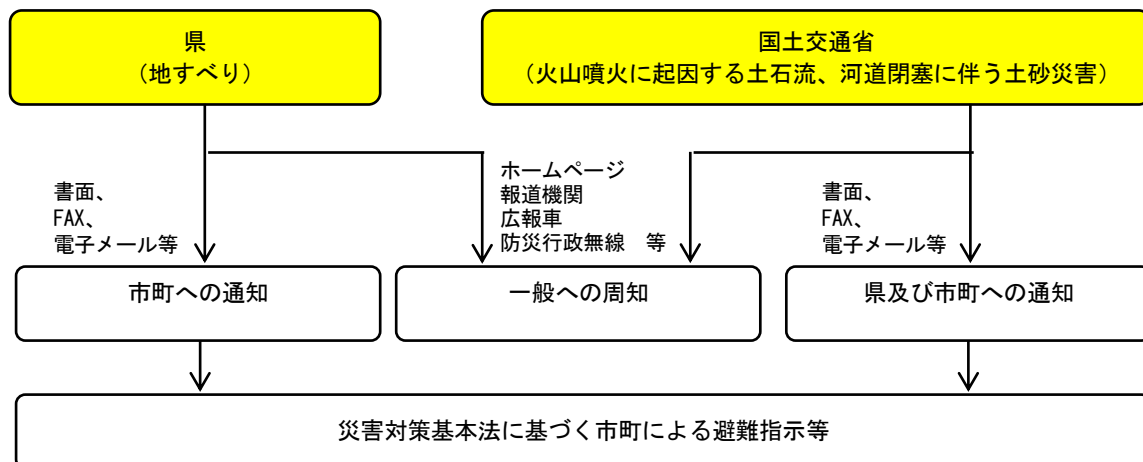 県
（地すべり）
国土交通省
（火山噴火に起因する土石流、河道閉塞に伴う土砂災害）
書面、
FAX、
電子メール等
ホームページ
報道機関
広報車
防災行政無線　等
書面、
FAX、
電子メール等
市町への通知
一般への周知
県及び市町への通知
災害対策基本法に基づく市町による避難指示等